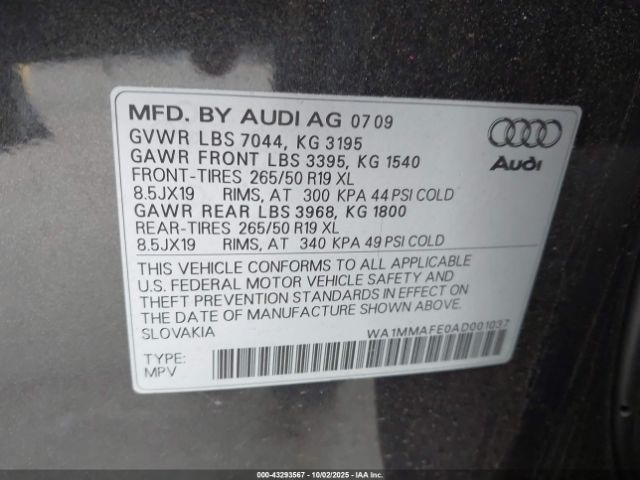 MFD. BY AUDI AG 0709
GVWR LBS 7044, KG 3195
GAWR FRONT LBS 3395, KG 1540
FRONT-TIRES 265/50 R19 XL
8.5JX19 RIMS, AT 300 KPA 44 PSI COLD
GAWR REAR LBS 3968, KG 1800
REAR-TIRES 265/50 R19 XL
8.5JX19 RIMS, AT 340 KPA 49 PSI COLD
Audi
THIS VEHICLE CONFORMS TO ALL APPLICABLE
U.S. FEDERAL MOTOR VEHICLE SAFETY AND
THEFT PREVENTION STANDARDS IN EFFECT ON
THE DATE OF MANUFACTURE SHOWN ABOVE.
SLOVAKIA
WA1MMAFE0AD001037
TYPE:
MPV
000-43293567 - 10/02/2025 - IAA Inc.